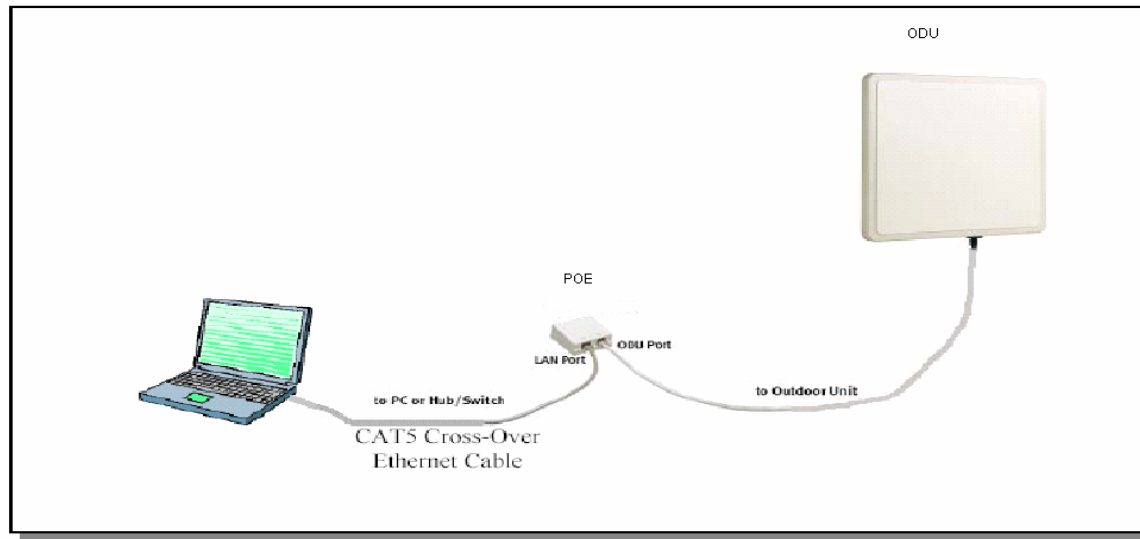 ODU
POE
ODU Port
LAN Port
to PC or Hub/Switch
to Outdoor Unit
CAT5 Cross-Over
Ethernet Cable